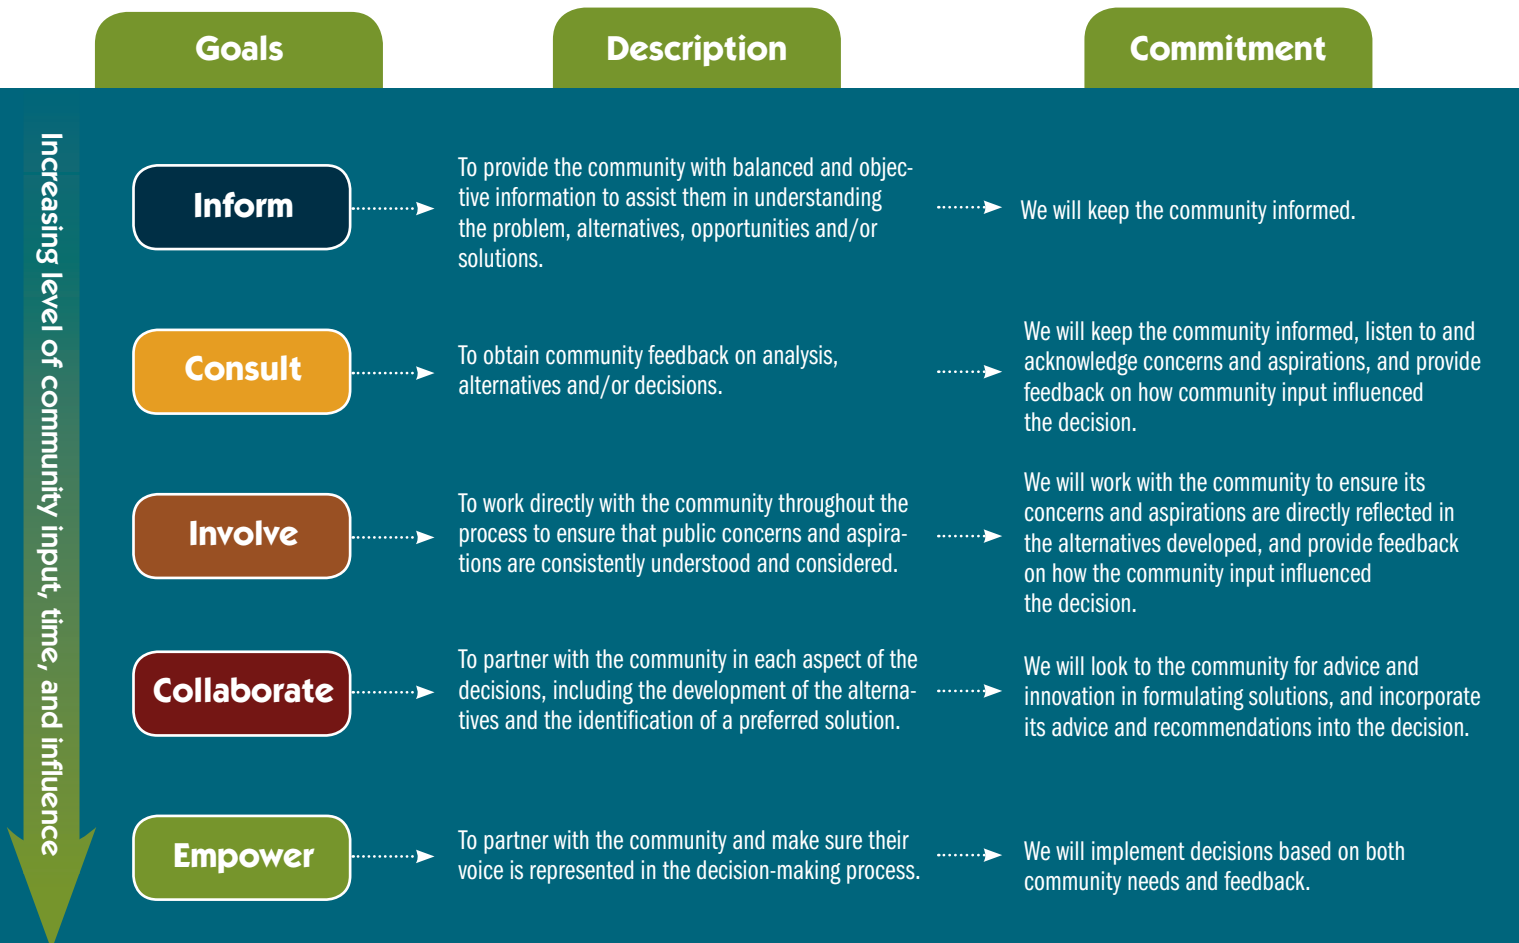 Goals
Description
Commitment
Increasing level of community input, time, and influence
Inform
To provide the community with balanced and objec-
tive information to assist them in understanding
the problem, alternatives, opportunities and/or
solutions.
We will keep the community informed.
Consult
To obtain community feedback on analysis,
alternatives and/or decisions.
We will keep the community informed, listen to and
acknowledge concerns and aspirations, and provide
feedback on how community input influenced
the decision.
Involve
To work directly with the community throughout the
process to ensure that public concerns and aspira-
tions are consistently understood and considered.
We will work with the community to ensure its
concerns and aspirations are directly reflected in
the alternatives developed, and provide feedback
on how the community input influenced
the decision.
Collaborate
To partner with the community in each aspect of the
decisions, including the development of the alterna-
tives and the identification of a preferred solution.
We will look to the community for advice and
innovation in formulating solutions, and incorporate
its advice and recommendations into the decision.
Empower
To partner with the community and make sure their
voice is represented in the decision-making process.
We will implement decisions based on both
community needs and feedback.